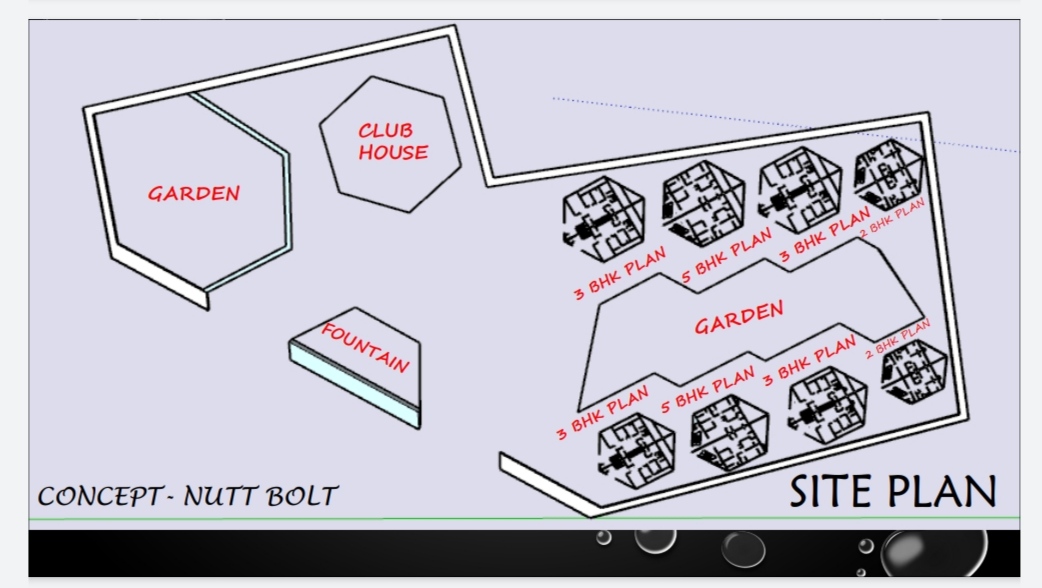 CLUB
HOUSE
GARDEN
3 BHK PLAN
5 BHK PLAN
3 BHK PLAN
2 BHK PLAN
GARDEN
FOUNTAIN
3 BHK PLAN
5 BHK PLAN
3 BHK PLAN
2 BHK PLAN
CONCEPT- NUTT BOLT
SITE PLAN